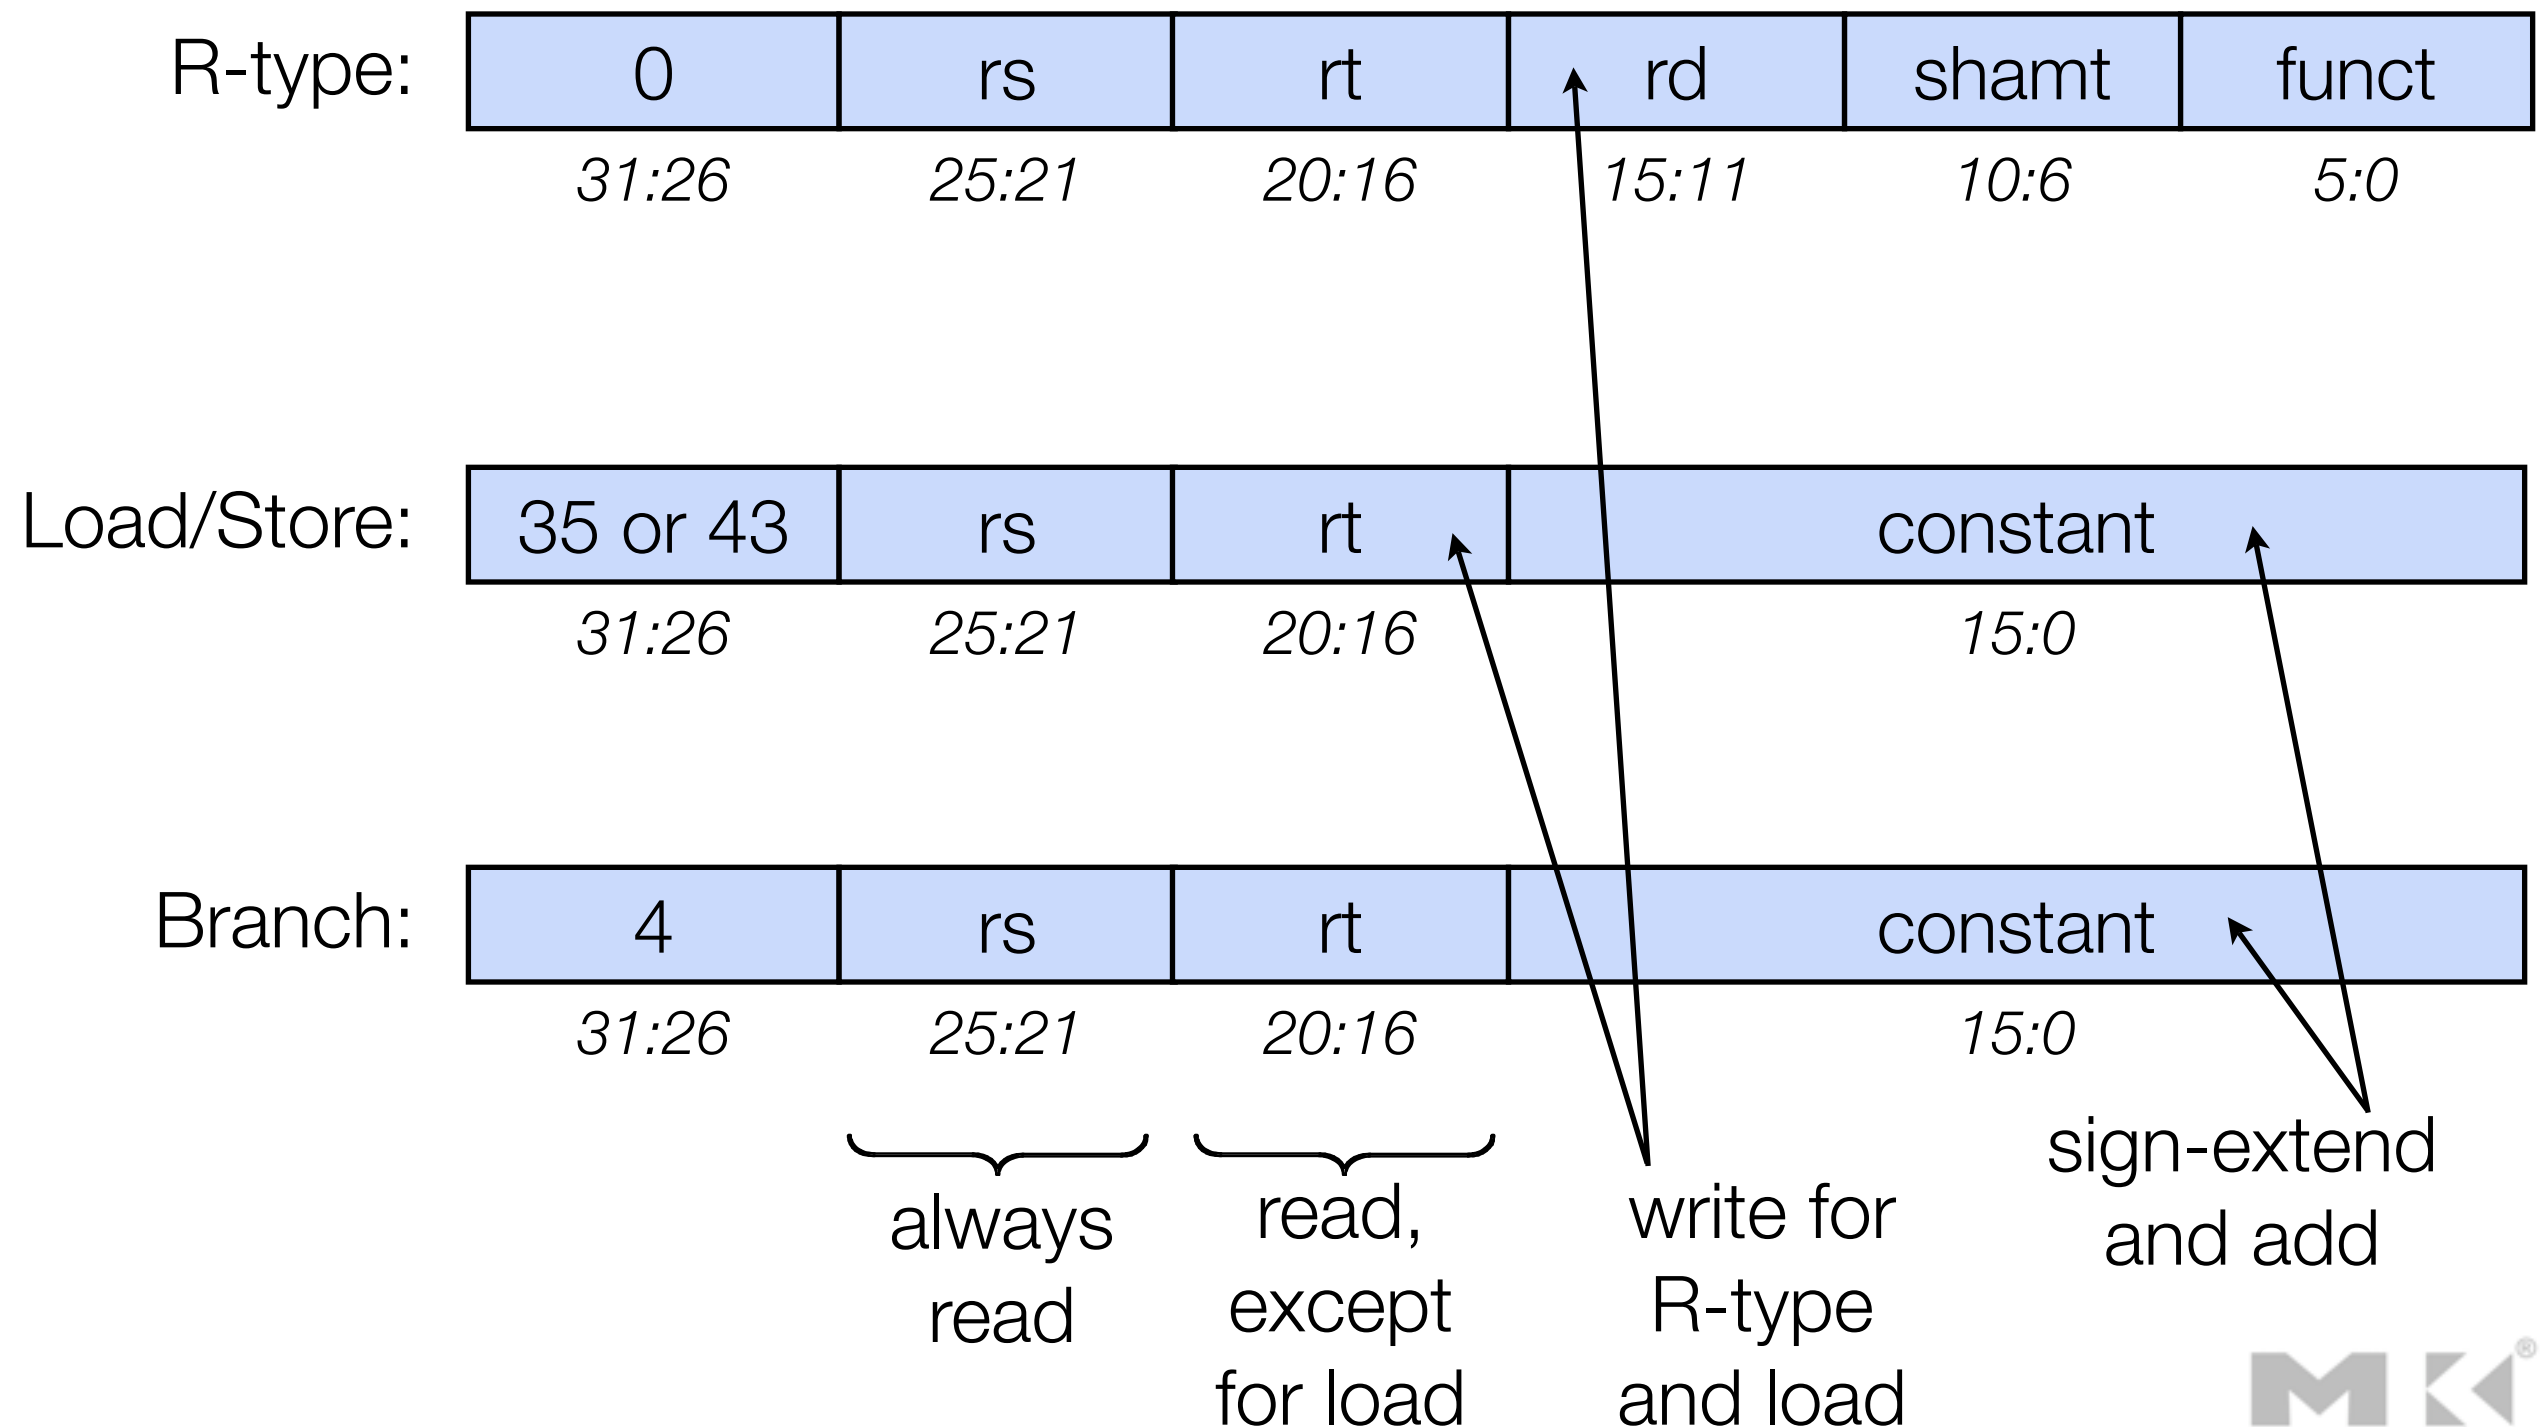 R-type: 0 rs rt rd shamt funct
31:26 25:21 20:16 15:11 10:6 5:0
Load/Store: 35 or 43 rs rt constant
31:26 25:21 20:16 15:0
Branch: 4 rs rt constant
31:26 25:21 20:16 15:0
always
read
read,
except
for load
write for
R-type
and load
sign-extend
and add
MK®